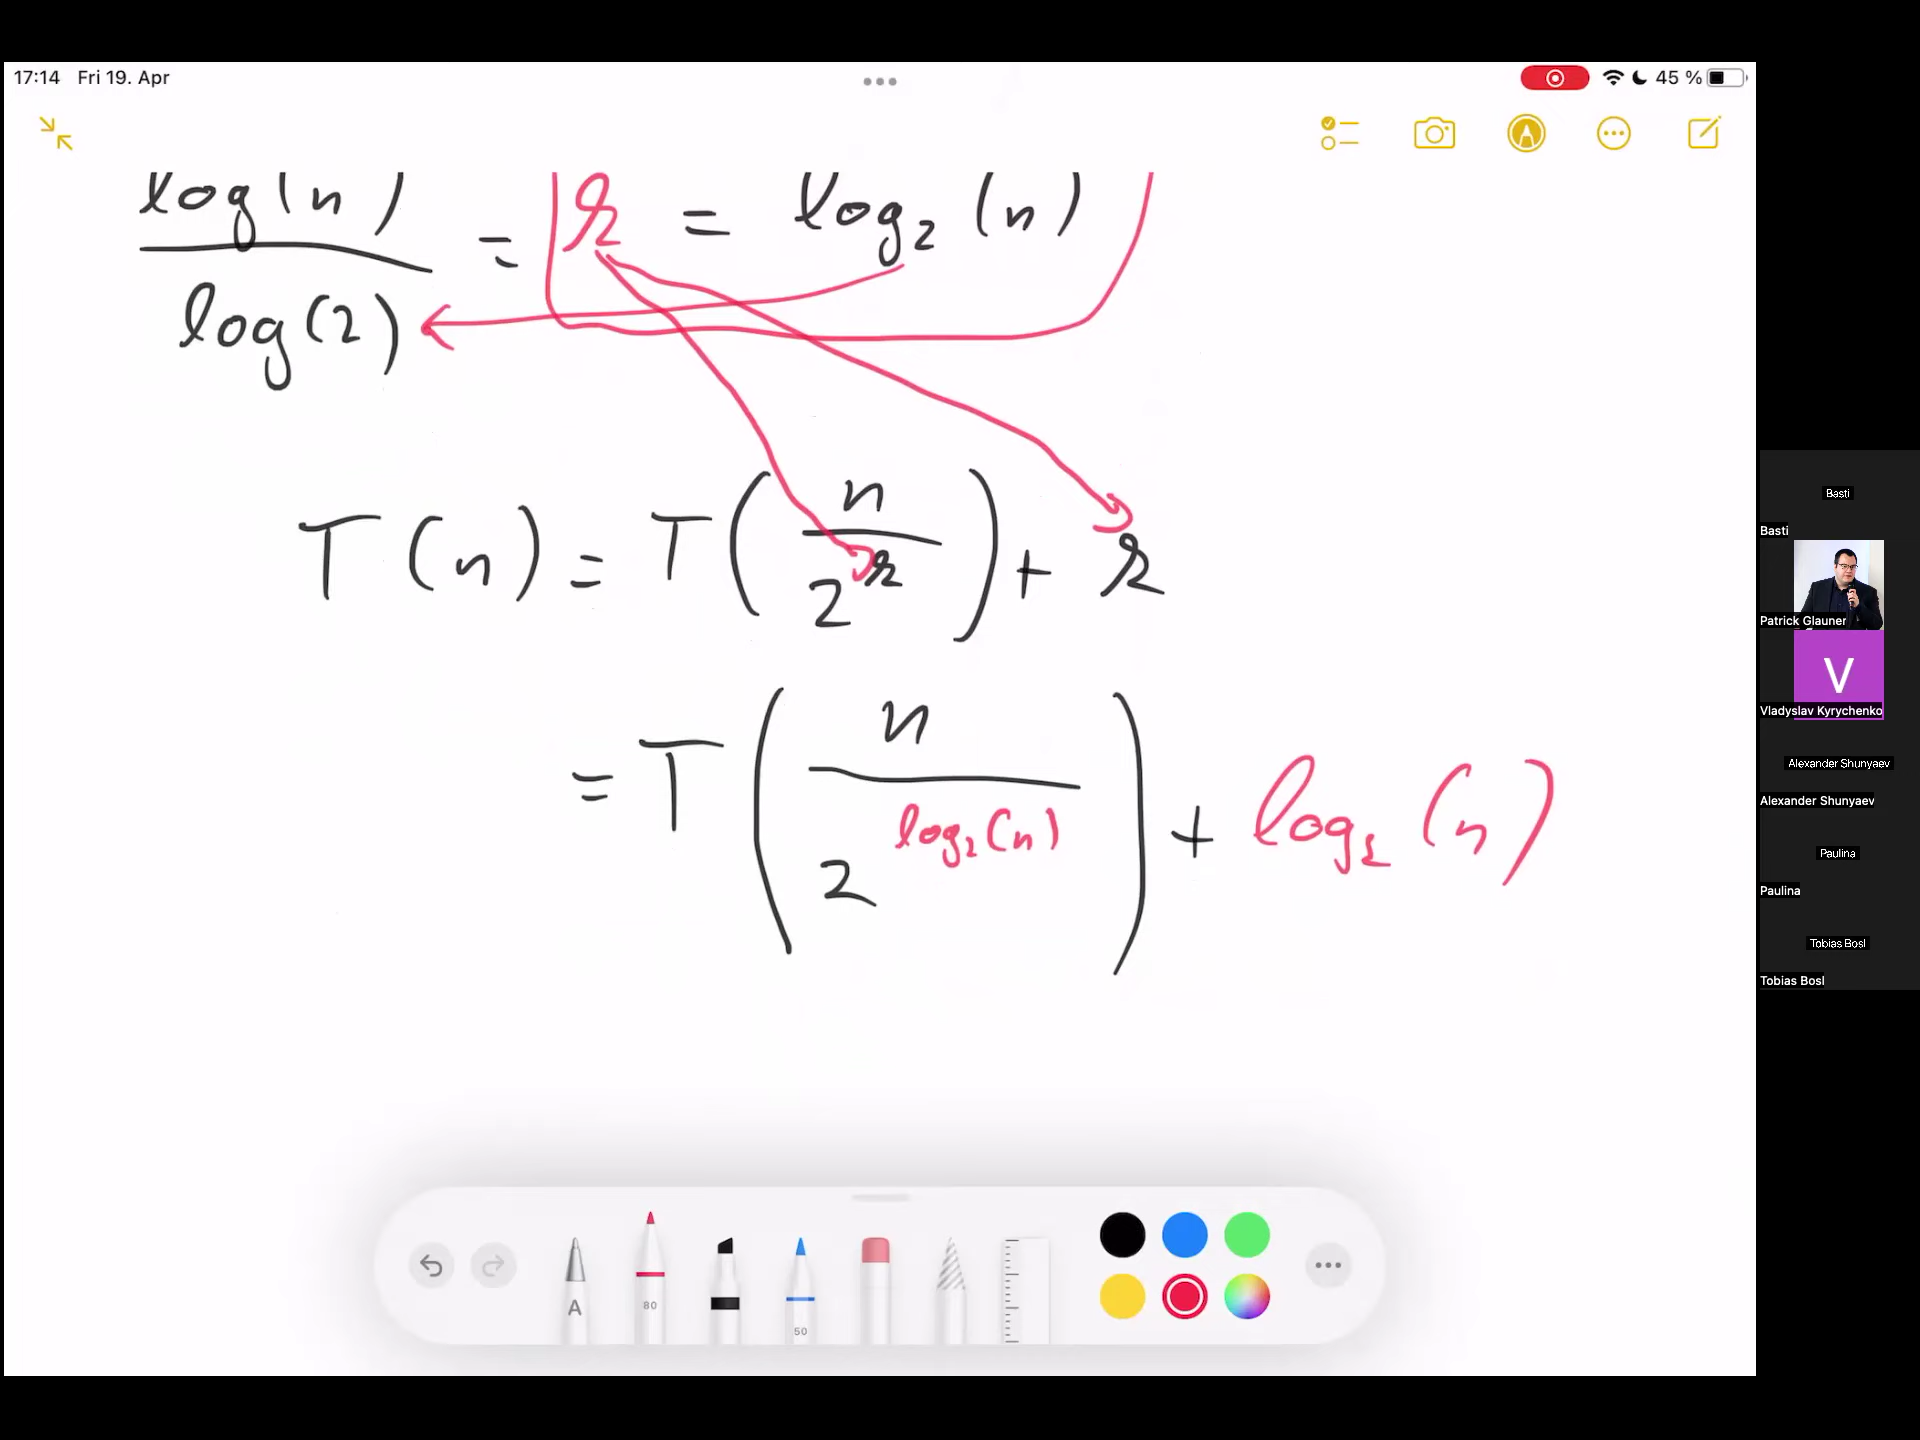 17:14 Fri 19. Apr
45 %
log(n) / log(2) = r = log₂(n)
T(n) = T(n / 2^r) + r
= T(n / 2^log₂(n)) + log₂(n)
A
80
50
Basti
Basti
Patrick Glauner
V
Vladyslav Kyrychenko
Alexander Shunyaev
Alexander Shunyaev
Paulina
Paulina
Tobias Bosl
Tobias Bosl